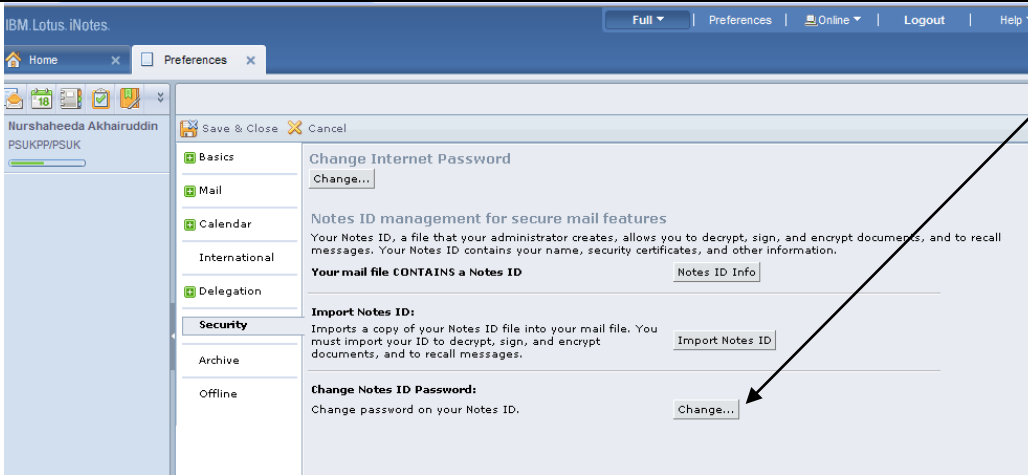 IBM. Lotus. iNotes.
Full | Preferences | Online | Logout | Help
Home Preferences
18
Nurshaheeda Akhairuddin
PSUKPP/PSUK
Save & Close Cancel
Basics
Mail
Calendar
International
Delegation
Security
Archive
Offline
Change Internet Password
Change...
Notes ID management for secure mail features
Your Notes ID, a file that your administrator creates, allows you to decrypt, sign, and encrypt documents, and to recall
messages. Your Notes ID contains your name, security certificates, and other information.
Your mail file CONTAINS a Notes ID Notes ID Info
Import Notes ID:
Imports a copy of your Notes ID file into your mail file. You
must import your ID to decrypt, sign, and encrypt
documents, and to recall messages.
Import Notes ID
Change Notes ID Password:
Change password on your Notes ID. Change...